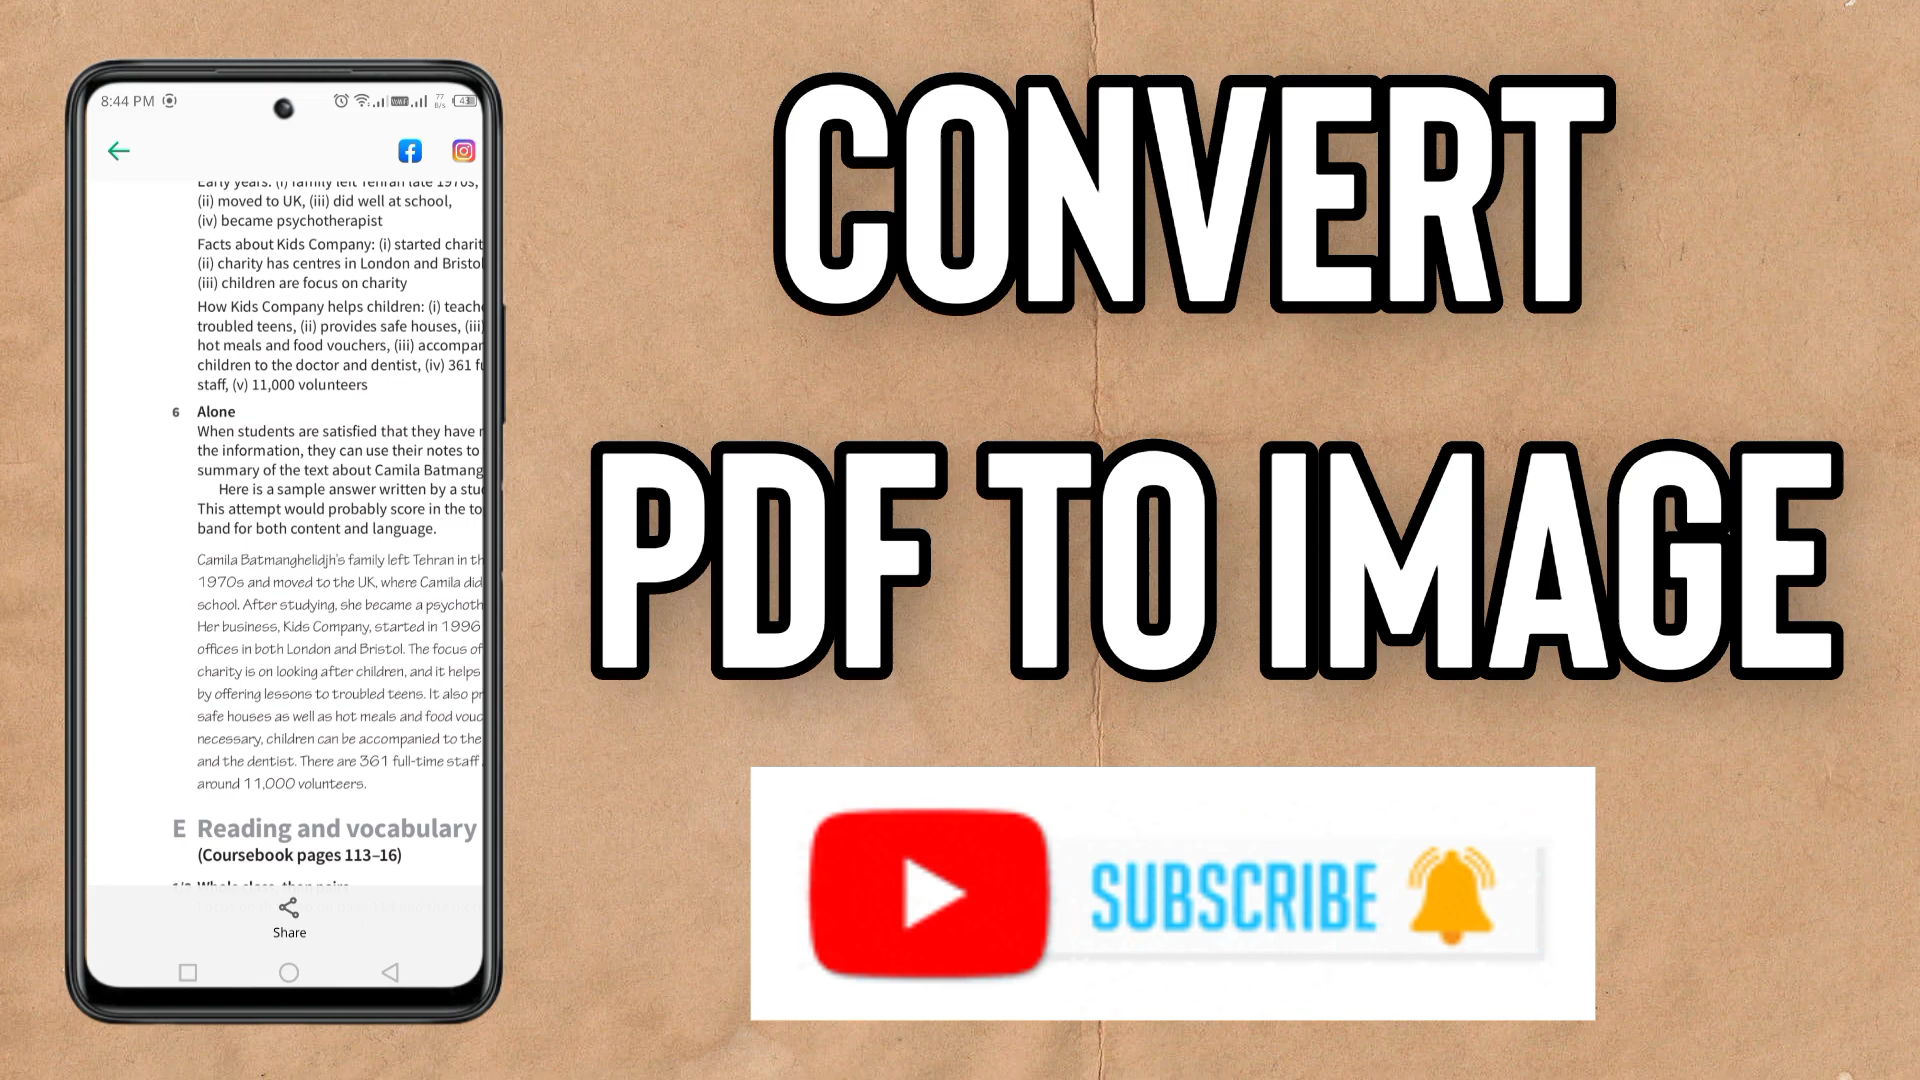 8:44 PM
VoWiFi
77
B/s
43
Early years: (i) family left Tehran late 1970s,
(ii) moved to UK, (iii) did well at school,
(iv) became psychotherapist
Facts about Kids Company: (i) started charit
(ii) charity has centres in London and Bristol
(iii) children are focus on charity
How Kids Company helps children: (i) teache
troubled teens, (ii) provides safe houses, (iii)
hot meals and food vouchers, (iii) accompan
children to the doctor and dentist, (iv) 361 fu
staff, (v) 11,000 volunteers
6 Alone
When students are satisfied that they have
the information, they can use their notes to
summary of the text about Camila Batmang
Here is a sample answer written by a stu
This attempt would probably score in the to
band for both content and language.
Camila Batmanghelidjh's family left Tehran in th
1970s and moved to the UK, where Camila did
school. After studying, she became a psychoth
Her business, Kids Company, started in 1996
offices in both London and Bristol. The focus of
charity is on looking after children, and it helps
by offering lessons to troubled teens. It also pr
safe houses as well as hot meals and food vouc
necessary, children can be accompanied to the
and the dentist. There are 361 full-time staff
around 11,000 volunteers.
E Reading and vocabulary
(Coursebook pages 113–16)
1/2 Whole class, then pairs
Share
CONVERT
PDF TO IMAGE
SUBSCRIBE